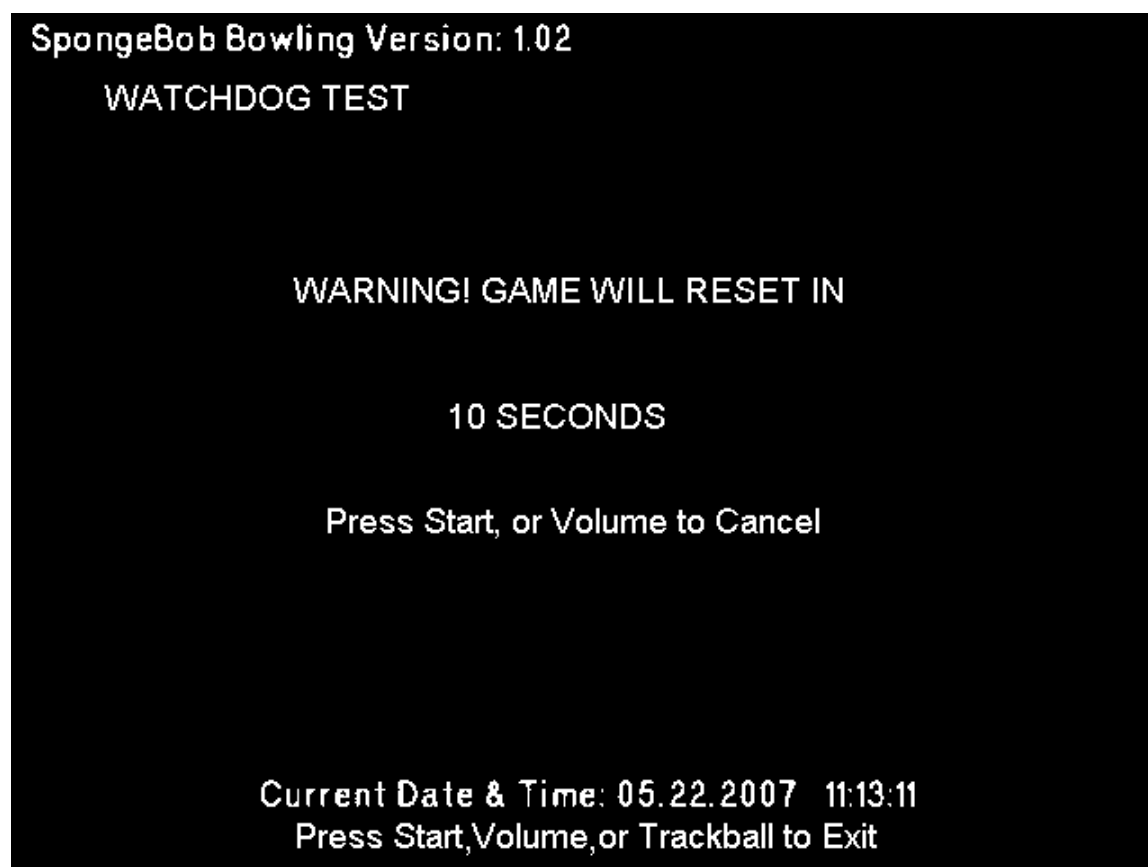 SpongeBob Bowling Version: 1.02
WATCHDOG TEST
WARNING! GAME WILL RESET IN
10 SECONDS
Press Start, or Volume to Cancel
Current Date & Time: 05.22.2007 11:13:11
Press Start,Volume,or Trackball to Exit